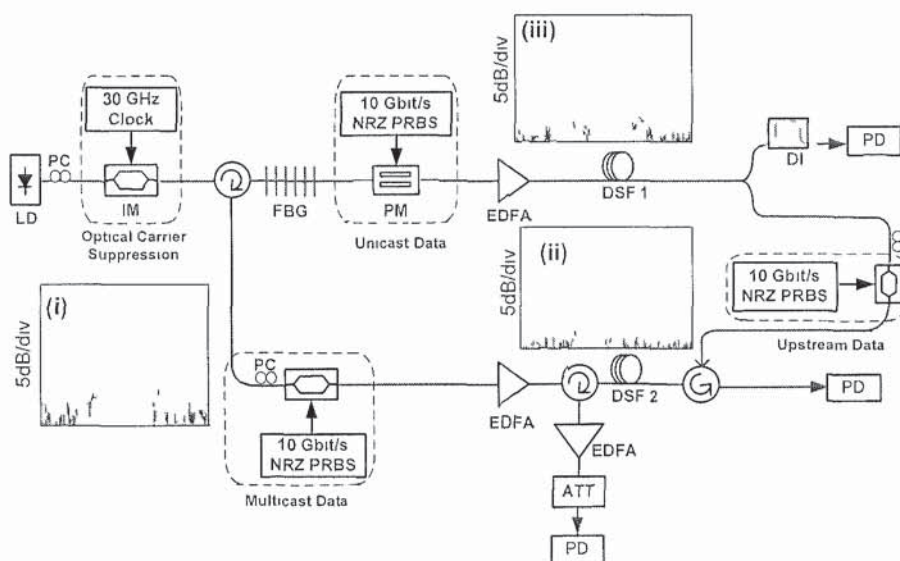 (iii)
5dB/div
30 GHz
Clock
10 Gbit/s
NRZ PRBS
PC
LD
IM
Optical Carrier
Suppression
FBG
PM
Unicast Data
EDFA
DSF 1
DI
PD
(i)
5dB/div
(ii)
5dB/div
10 Gbit/s
NRZ PRBS
Upstream Data
PC
10 Gbit/s
NRZ PRBS
Multicast Data
EDFA
DSF 2
PD
EDFA
ATT
PD